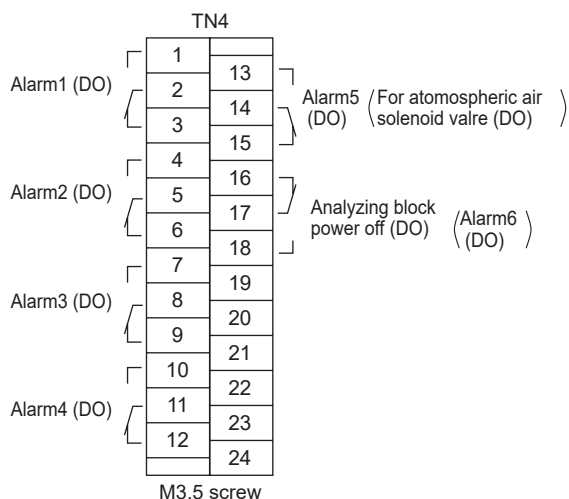 TN4
1
13
Alarm1 (DO)
2
Alarm5
(DO)
For atomospheric air
solenoid valre (DO)
14
3
15
4
16
Alarm2 (DO)
5
17
Analyzing block
power off (DO)
Alarm6
(DO)
6
18
7
19
Alarm3 (DO)
8
20
9
21
10
22
Alarm4 (DO)
11
23
12
24
M3.5 screw